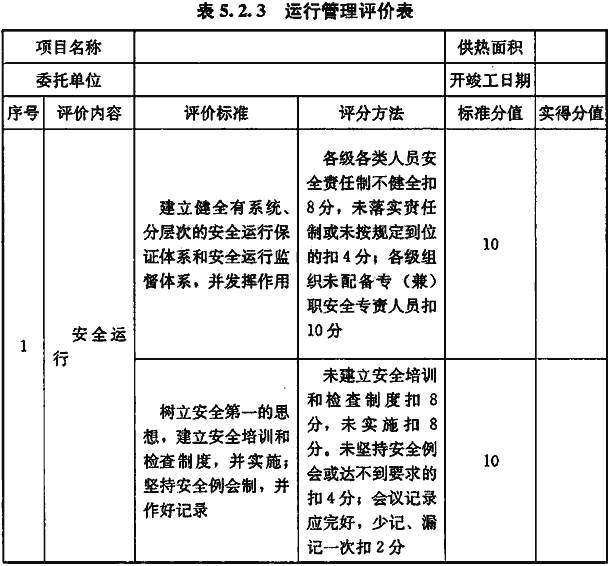 表5.2.3 运行管理评价表
项目名称 供热面积
委托单位 开竣工日期
序号 评价内容 评价标准 评分方法 标准分值 实得分值
1
安全运
行
建立健全有系统、
分层次的安全运行保
证体系和安全运行监
督体系，并发挥作用
各级各类人员安
全责任制不健全扣
8分，未落实责任
制或未按规定到位
的扣4分；各级组
织未配备专（兼）
职安全专责人员扣
10分
10
树立安全第一的思
想，建立安全培训和
检查制度，并实施；
坚持安全例会制，并
作好记录
未建立安全培训
和检查制度扣8
分，未实施扣8
分。未坚持安全例
会或达不到要求的
扣4分；会议记录
应完好，少记、漏
记一次扣2分
10